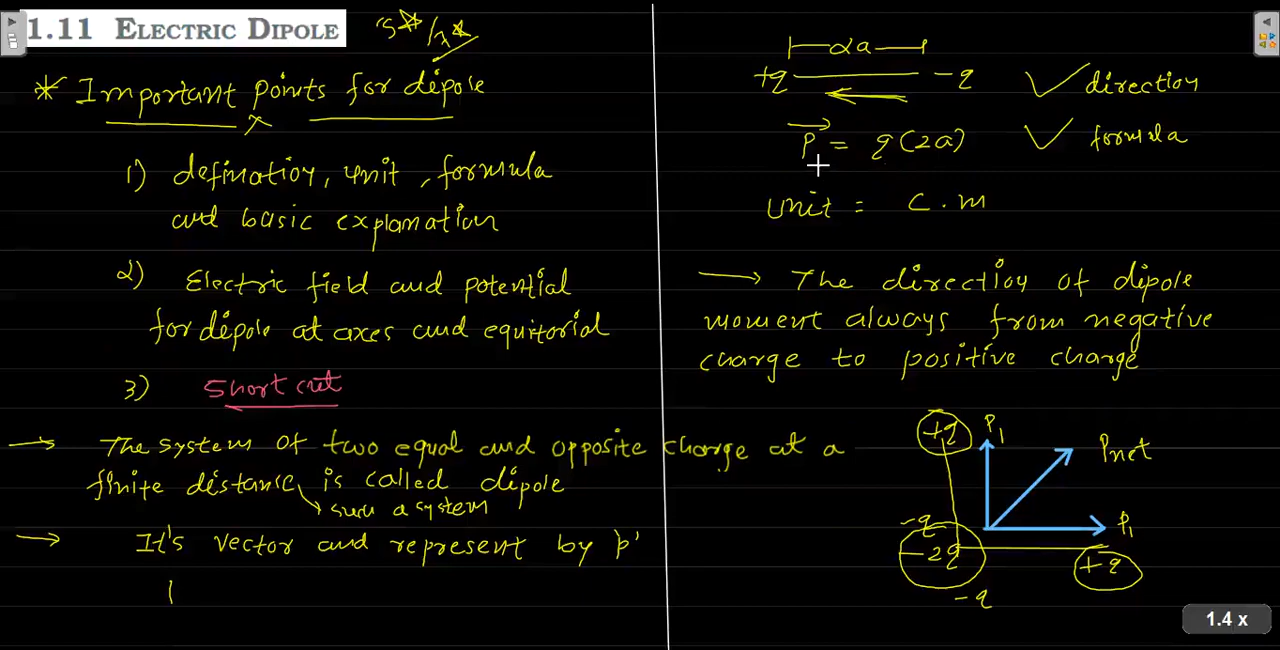 1.11 ELECTRIC DIPOLE
* Important points for dipole
1) defination, unit, formula
and basic explanation
2) Electric field and potential
for dipole at axes and equitorial
3) Short cut
→ The system of two equal and opposite charge at a
finite distance is called dipole
→ such a system
→ It's vector and represent by 'p'
2a
+q -q
✓ direction
p = q(2a)
✓ formula
unit = C.m
→ The direction of dipole
moment always from negative
charge to positive charge
+q P1
Pnet
-q P1
-2q +q
-q
1.4 x